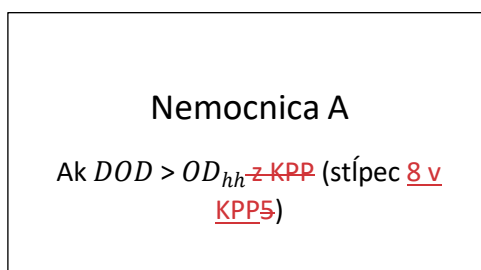 Nemocnica A
Ak DOD > OD_hh z KPP (stĺpec 8 v
KPP5)